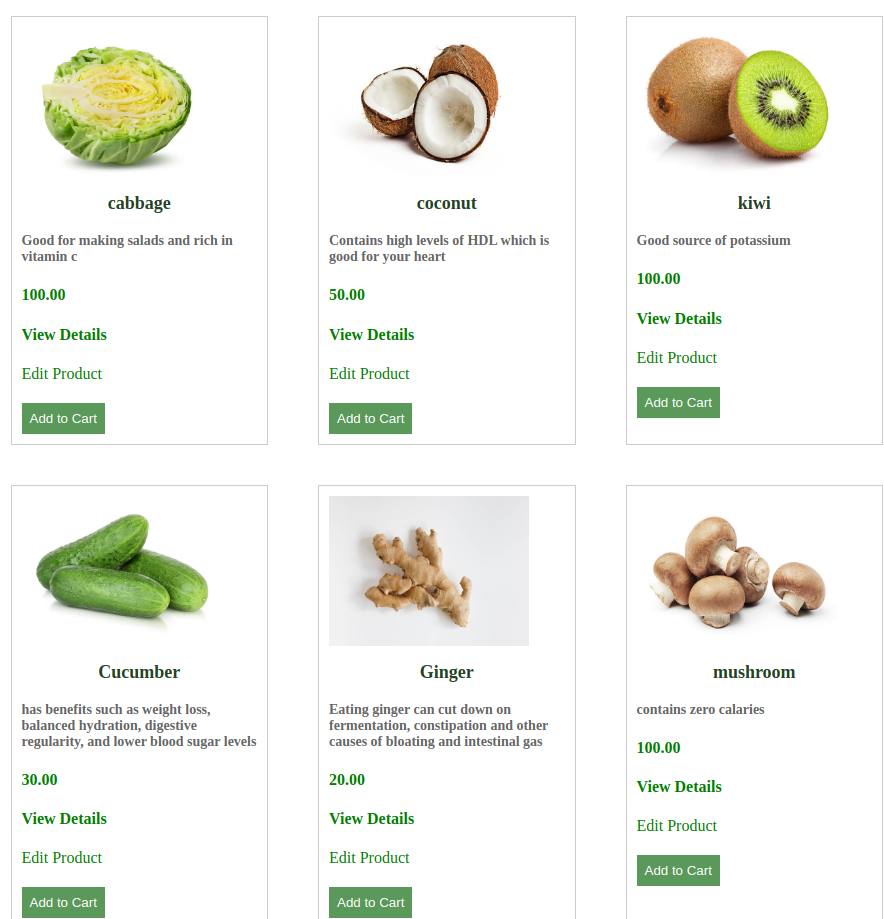 cabbage
Good for making salads and rich in
vitamin c
100.00
View Details
Edit Product
Add to Cart
coconut
Contains high levels of HDL which is
good for your heart
50.00
View Details
Edit Product
Add to Cart
kiwi
Good source of potassium
100.00
View Details
Edit Product
Add to Cart
Cucumber
has benefits such as weight loss,
balanced hydration, digestive
regularity, and lower blood sugar levels
30.00
View Details
Edit Product
Add to Cart
Ginger
Eating ginger can cut down on
fermentation, constipation and other
causes of bloating and intestinal gas
20.00
View Details
Edit Product
Add to Cart
mushroom
contains zero calaries
100.00
View Details
Edit Product
Add to Cart